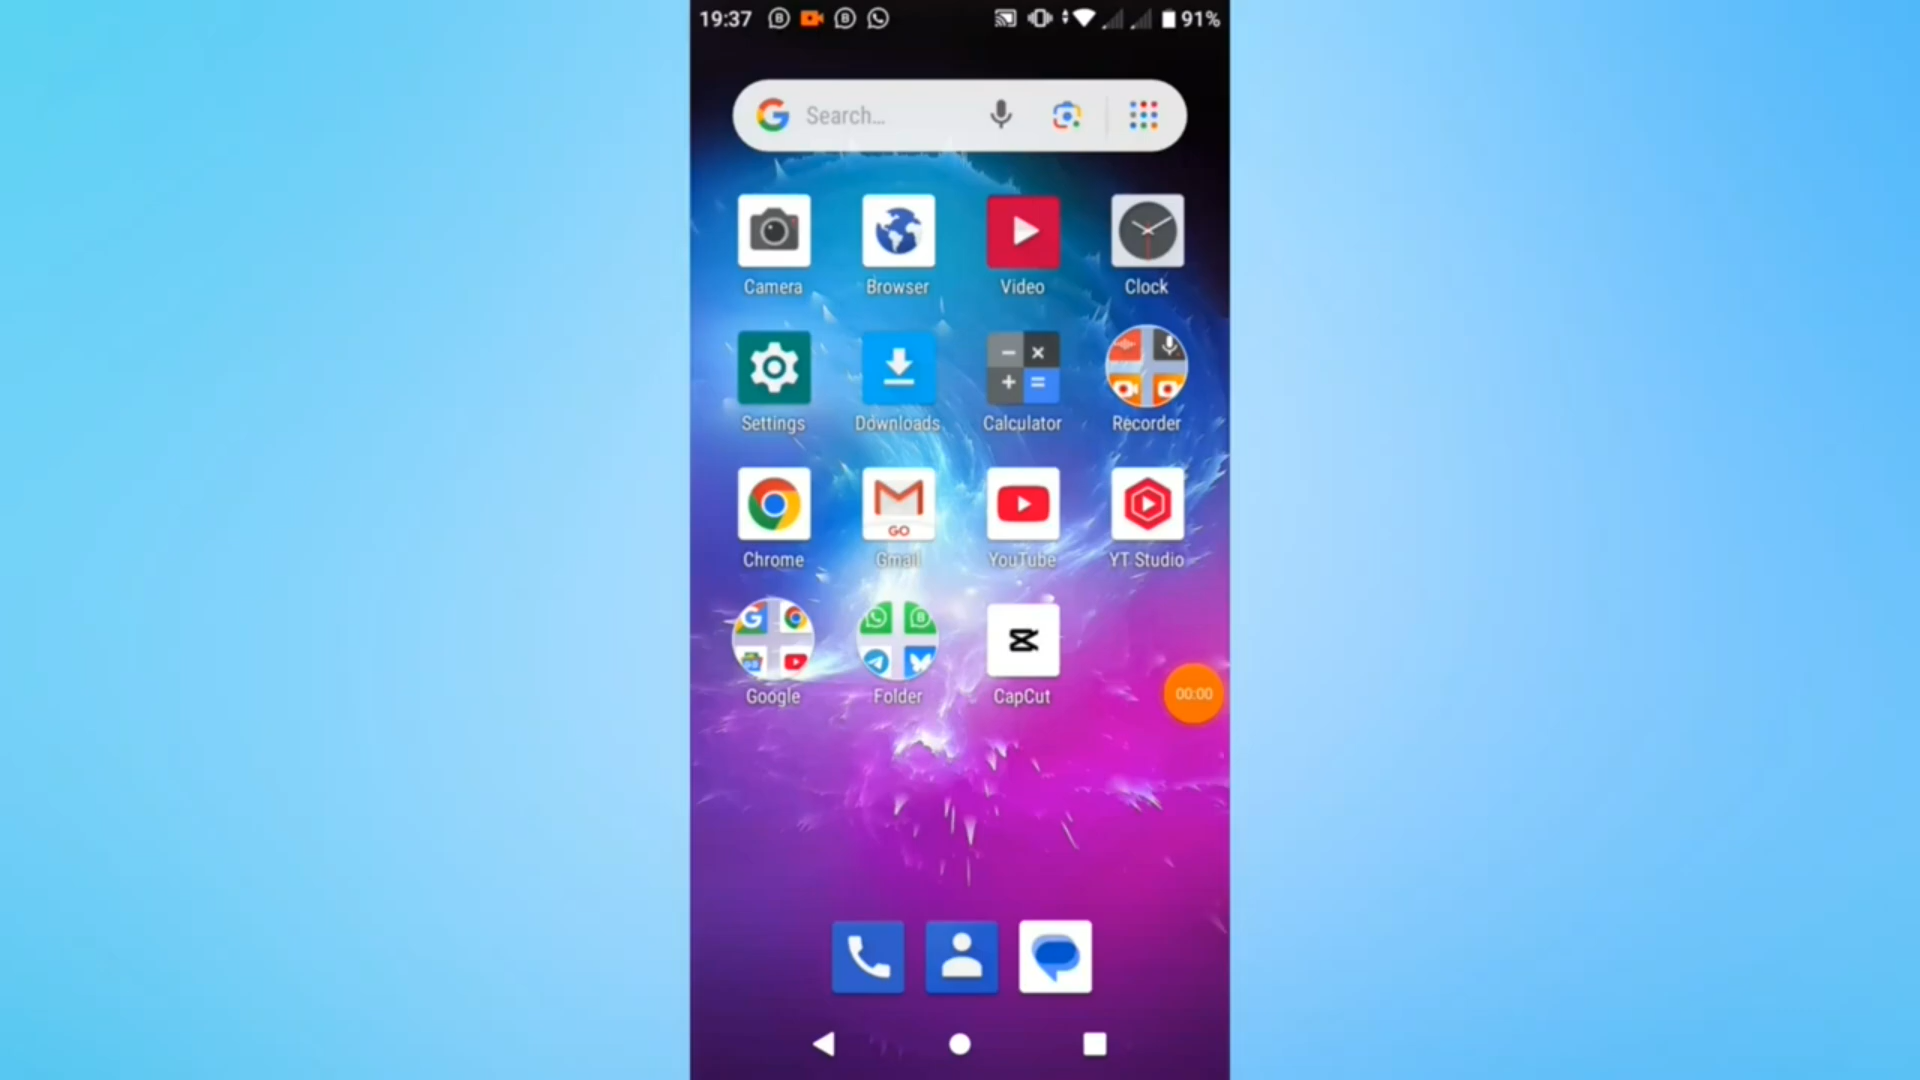 19:37 91%
Search...
Camera Browser Video Clock
Settings Downloads Calculator Recorder
GO
Chrome Gmail YouTube YT Studio
Google Folder CapCut
00:00